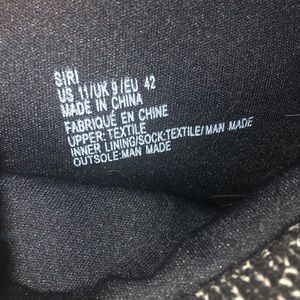 SIRI
US 11/UK 9/EU 42
MADE IN CHINA
FABRIQUÉ EN CHINE
UPPER: TEXTILE
INNER LINING/SOCK:TEXTILE/ MAN MADE
OUTSOLE:MAN MADE